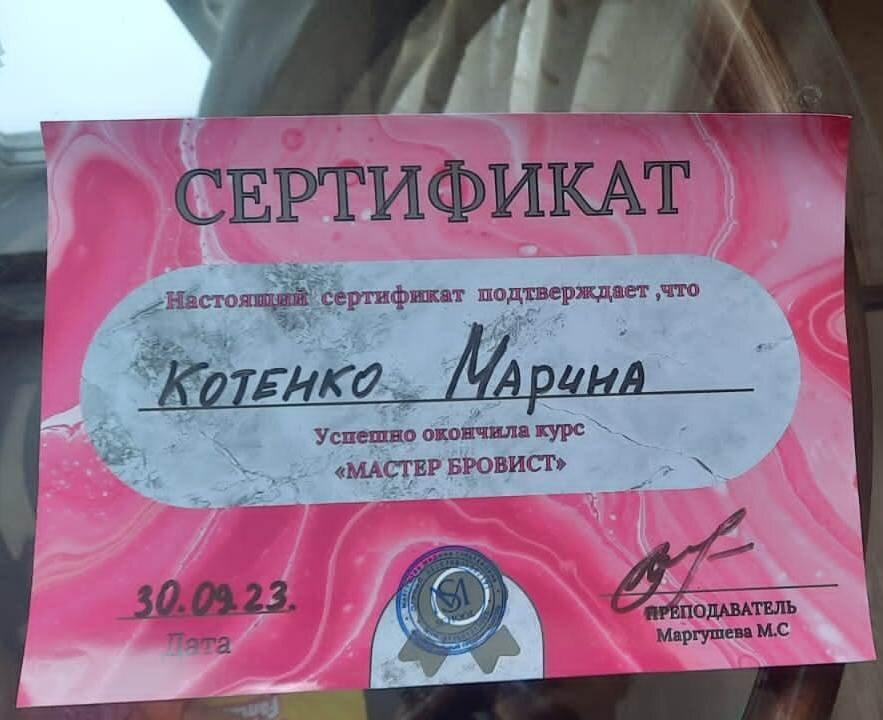 СЕРТИФИКАТ
Настоящий сертификат подтверждает ,что
Котенко Марина
Успешно окончила курс
«МАСТЕР БРОВИСТ»
30.09.23.
Дата
ПРЕПОДАВАТЕЛЬ
Маргушева М.С